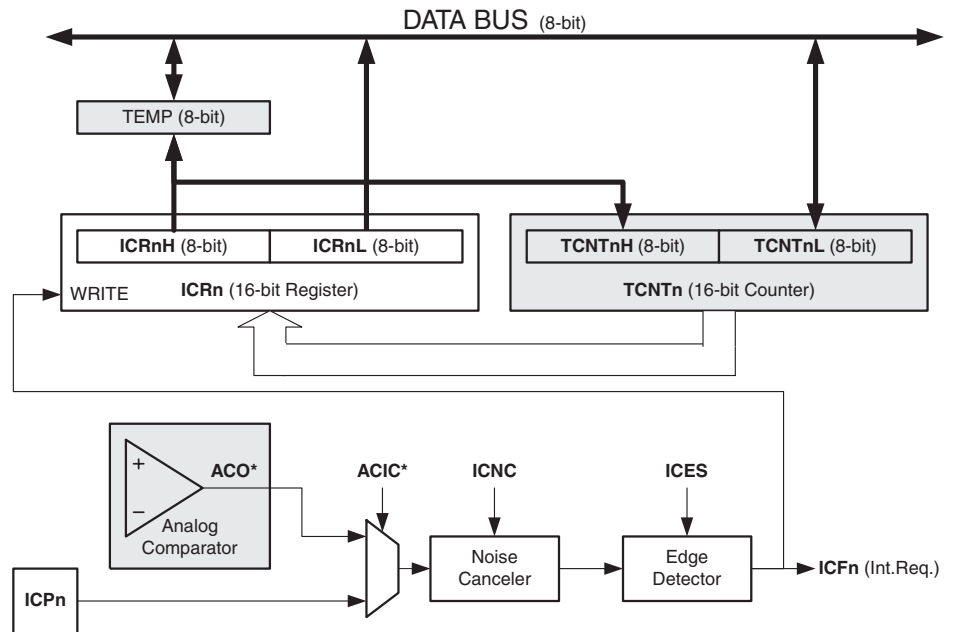 DATA BUS (8-bit)
TEMP (8-bit)
ICRnH (8-bit)
ICRnL (8-bit)
TCNTnH (8-bit)
TCNTnL (8-bit)
WRITE
ICRn (16-bit Register)
TCNTn (16-bit Counter)
+
−
ACO*
Analog
Comparator
ACIC*
ICNC
ICES
Noise
Canceler
Edge
Detector
ICFn (Int.Req.)
ICPn